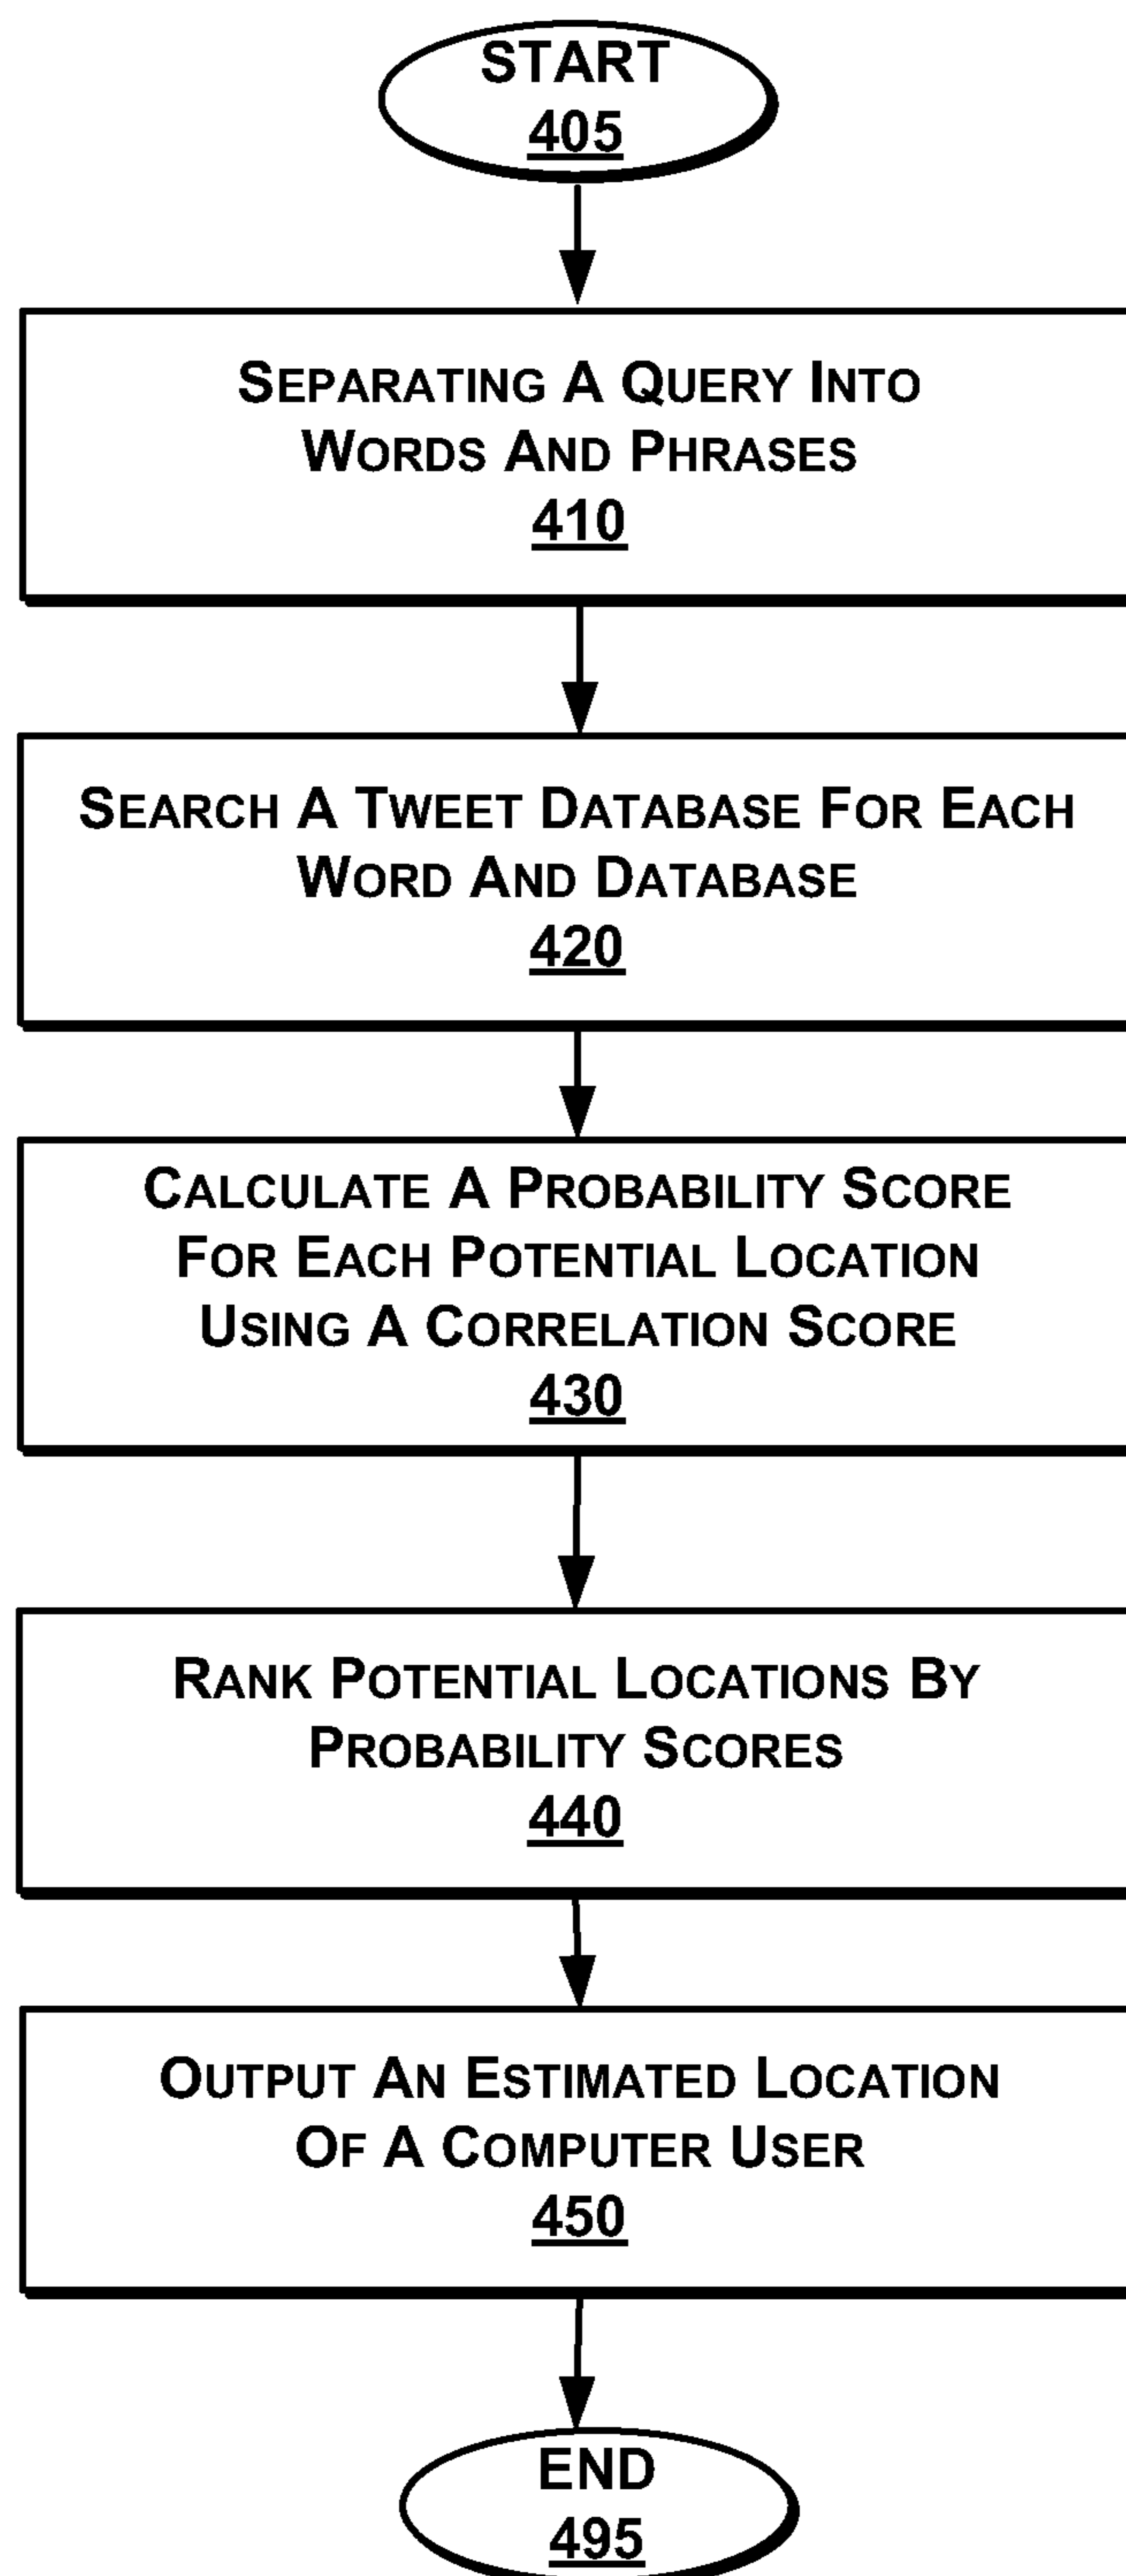 START
405
SEPARATING A QUERY INTO
WORDS AND PHRASES
410
SEARCH A TWEET DATABASE FOR EACH
WORD AND DATABASE
420
CALCULATE A PROBABILITY SCORE
FOR EACH POTENTIAL LOCATION
USING A CORRELATION SCORE
430
RANK POTENTIAL LOCATIONS BY
PROBABILITY SCORES
440
OUTPUT AN ESTIMATED LOCATION
OF A COMPUTER USER
450
END
495